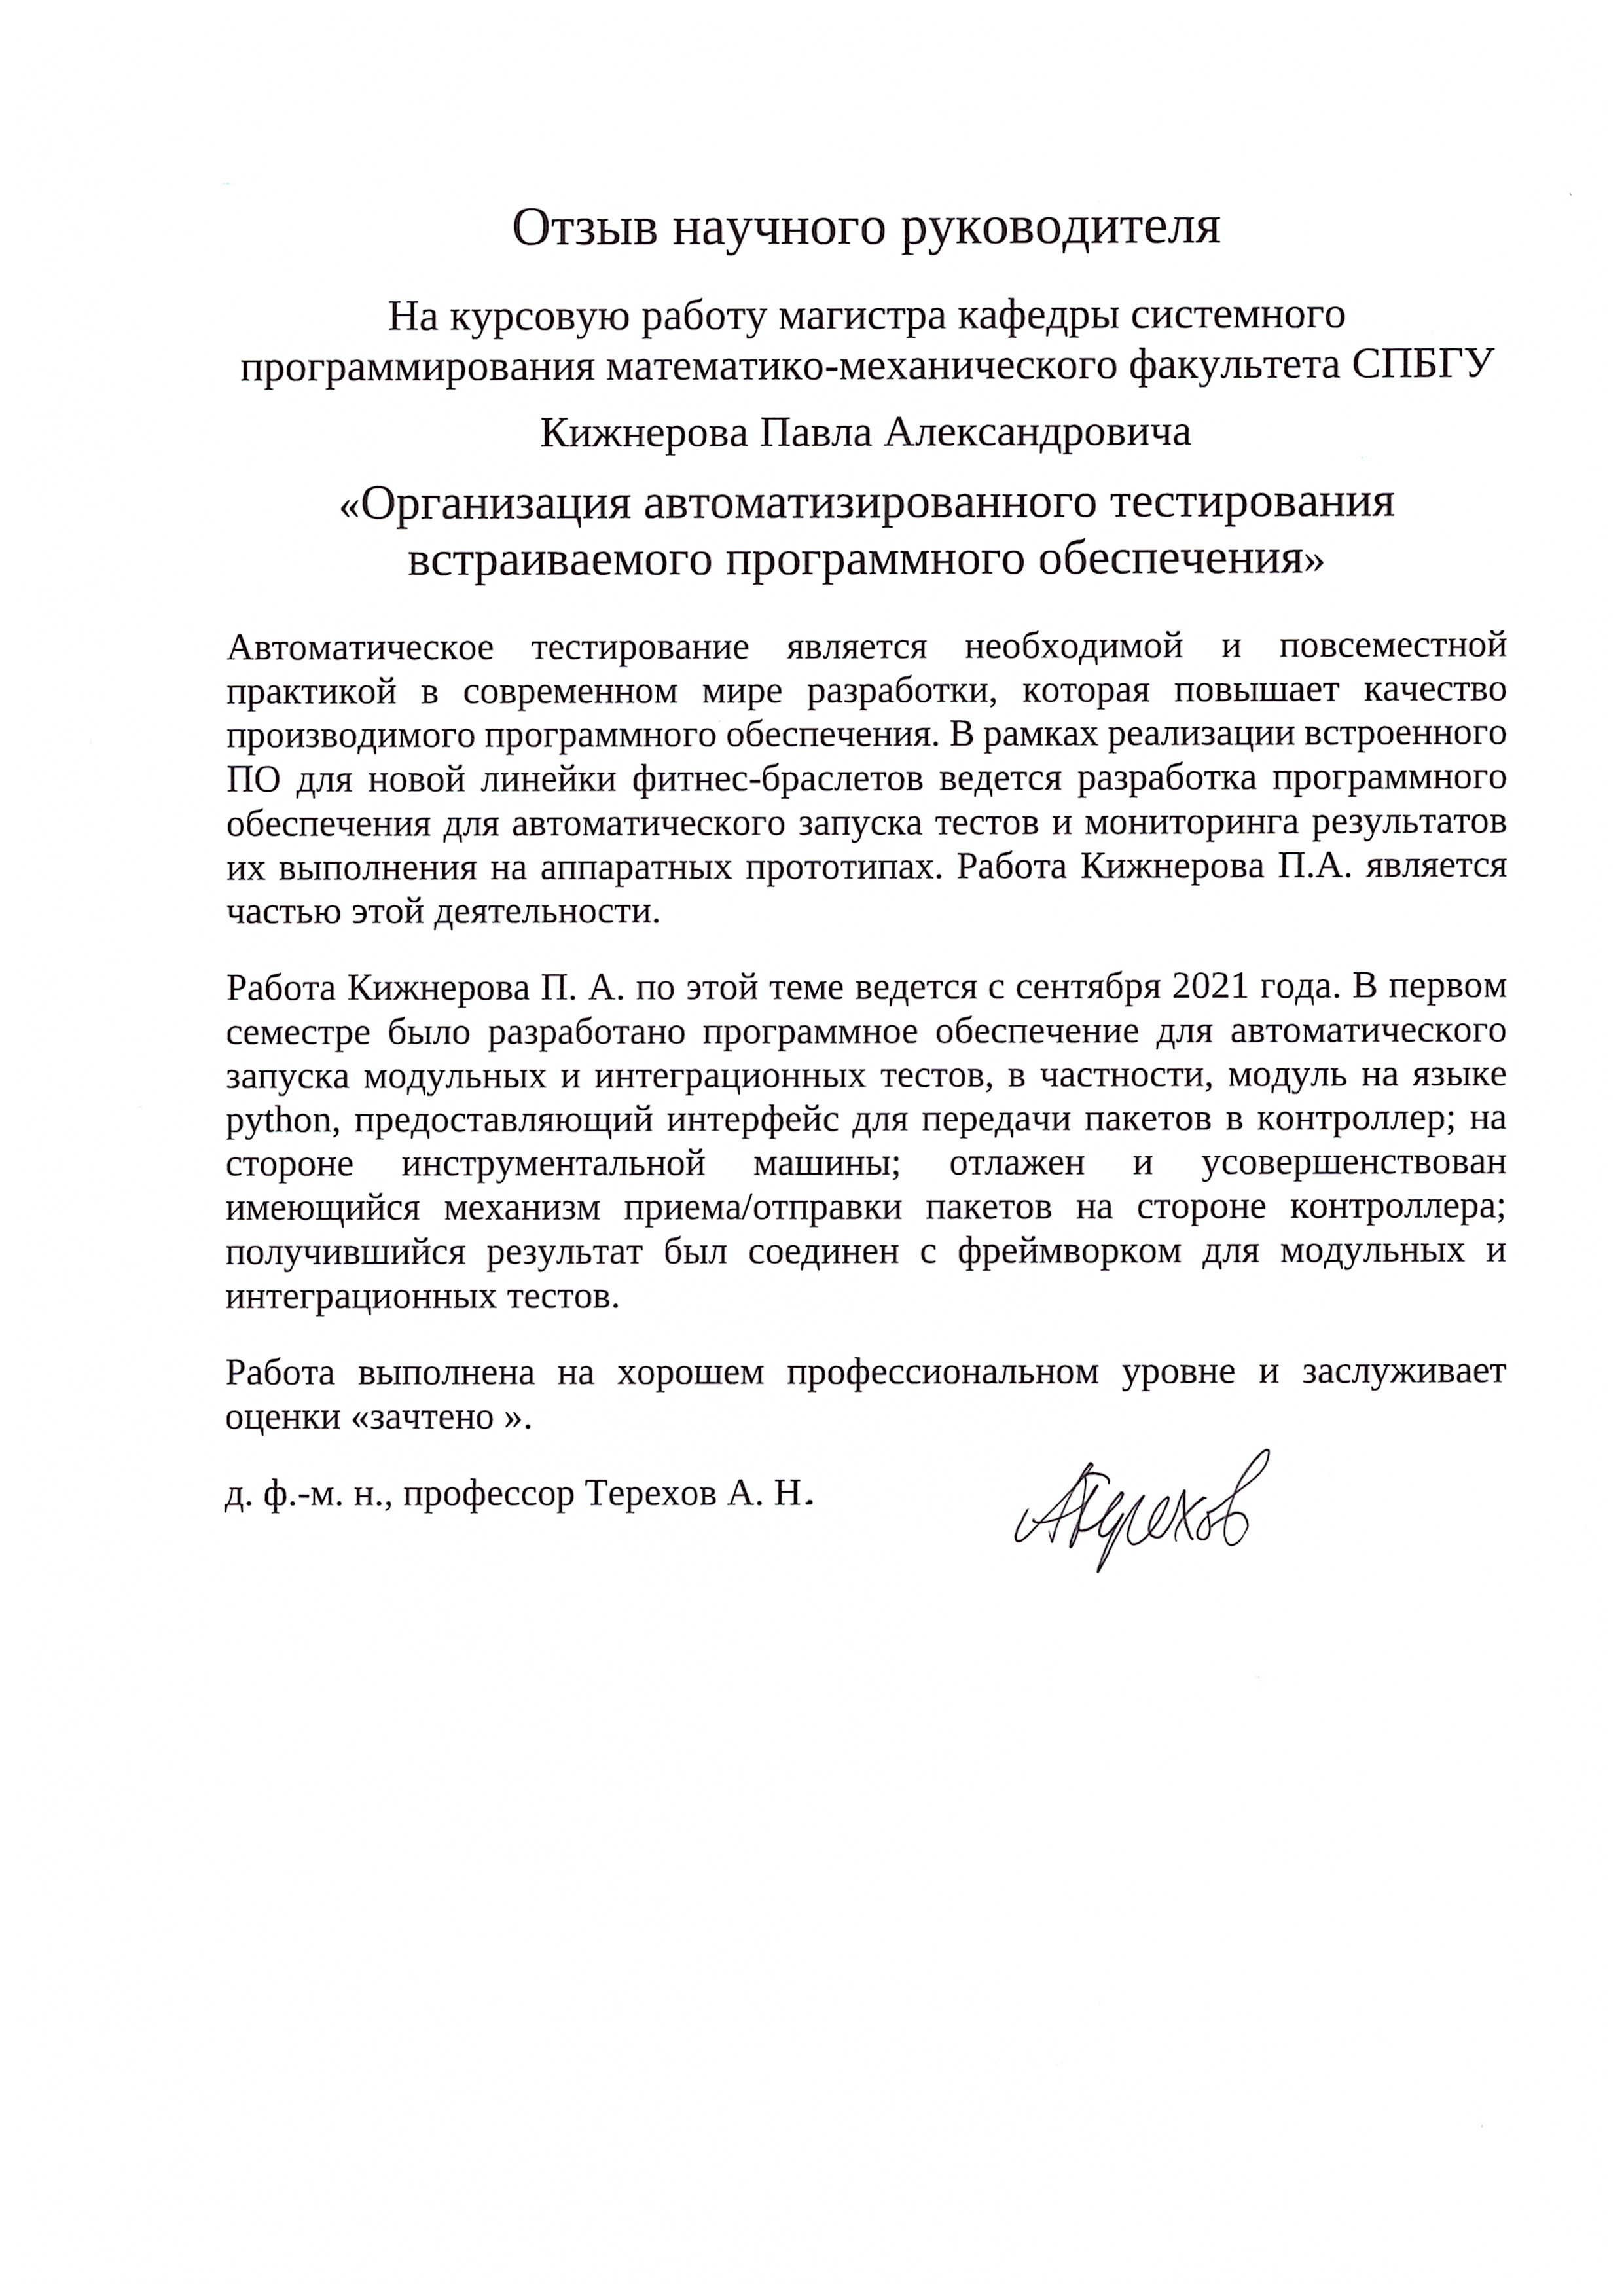 Отзыв научного руководителя
На курсовую работу магистра кафедры системного
программирования математико-механического факультета СПБГУ
Кижнерова Павла Александровича
«Организация автоматизированного тестирования
встраиваемого программного обеспечения»
Автоматическое тестирование является необходимой и повсеместной
практикой в современном мире разработки, которая повышает качество
производимого программного обеспечения. В рамках реализации встроенного
ПО для новой линейки фитнес-браслетов ведется разработка программного
обеспечения для автоматического запуска тестов и мониторинга результатов
их выполнения на аппаратных прототипах. Работа Кижнерова П.А. является
частью этой деятельности.
Работа Кижнерова П. А. по этой теме ведется с сентября 2021 года. В первом
семестре было разработано программное обеспечение для автоматического
запуска модульных и интеграционных тестов, в частности, модуль на языке
python, предоставляющий интерфейс для передачи пакетов в контроллер; на
стороне инструментальной машины; отлажен и усовершенствован
имеющийся механизм приема/отправки пакетов на стороне контроллера;
получившийся результат был соединен с фреймворком для модульных и
интеграционных тестов.
Работа выполнена на хорошем профессиональном уровне и заслуживает
оценки «зачтено ».
д. ф.-м. н., профессор Терехов А. Н.
АТерехов